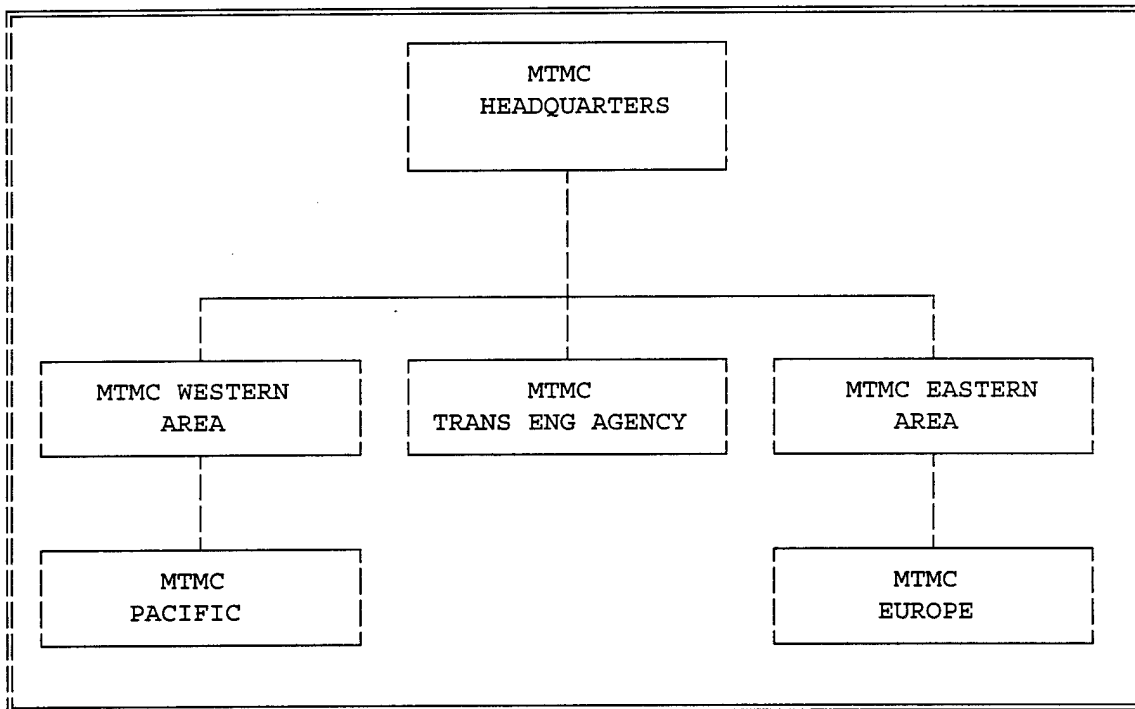 MTMC
HEADQUARTERS
MTMC WESTERN
AREA
MTMC
TRANS ENG AGENCY
MTMC EASTERN
AREA
MTMC
PACIFIC
MTMC
EUROPE